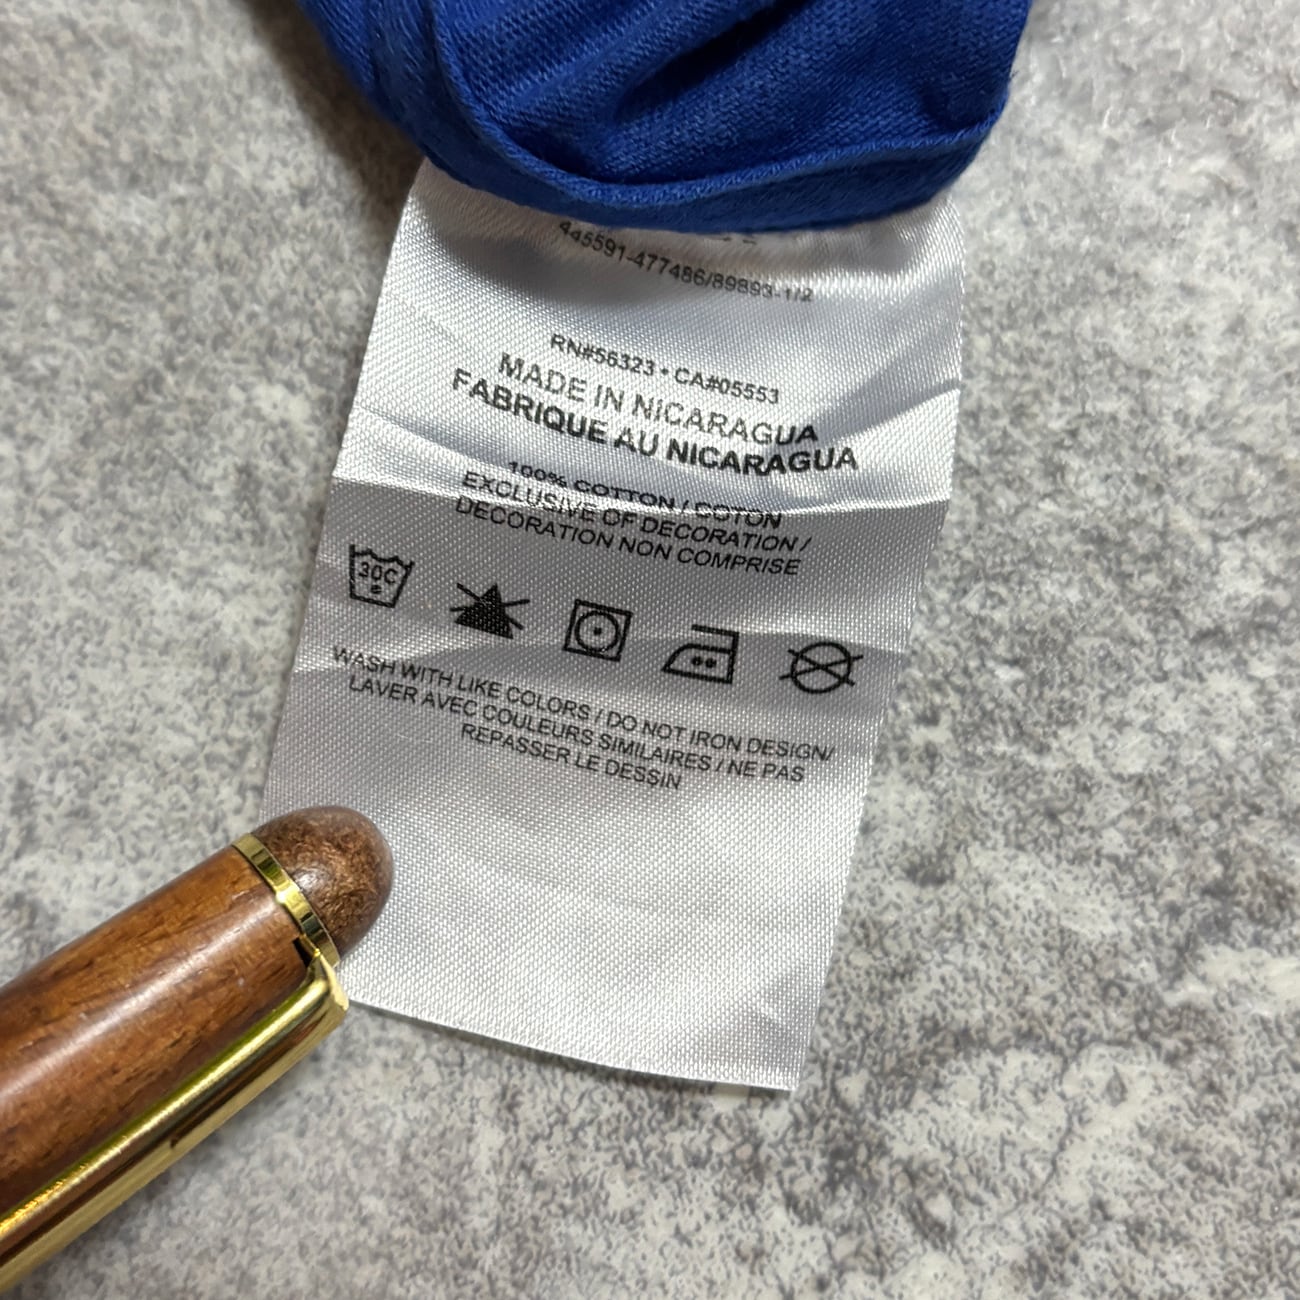 445591-477486/89893-1/2
RN#56323 • CA#05553
MADE IN NICARAGUA
FABRIQUE AU NICARAGUA
100% COTTON / COTON
EXCLUSIVE OF DECORATION /
DECORATION NON COMPRISE
30C
WASH WITH LIKE COLORS / DO NOT IRON DESIGN/
LAVER AVEC COULEURS SIMILAIRES / NE PAS
REPASSER LE DESSIN